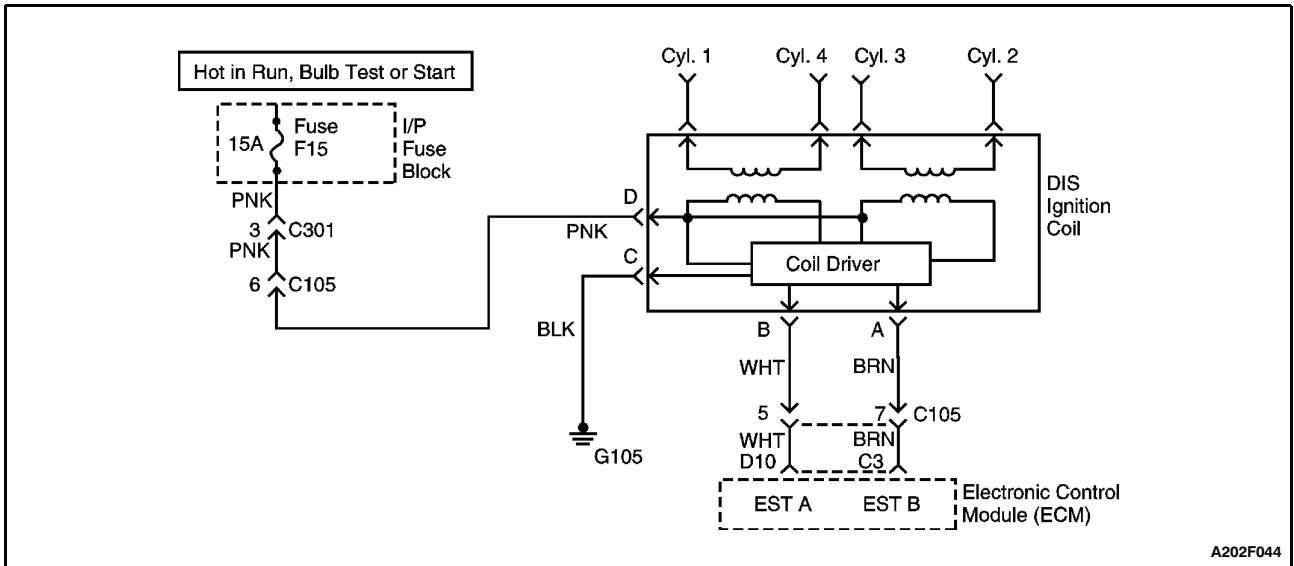 Hot in Run, Bulb Test or Start
15A
Fuse
F15
I/P
Fuse
Block
PNK
3 C301
PNK
6 C105
Cyl. 1 Cyl. 4 Cyl. 3 Cyl. 2
D
PNK
C
DIS
Ignition
Coil
Coil Driver
BLK
G105
B A
WHT BRN
5 7 C105
WHT BRN
D10 C3
EST A EST B
Electronic Control
Module (ECM)
A202F044